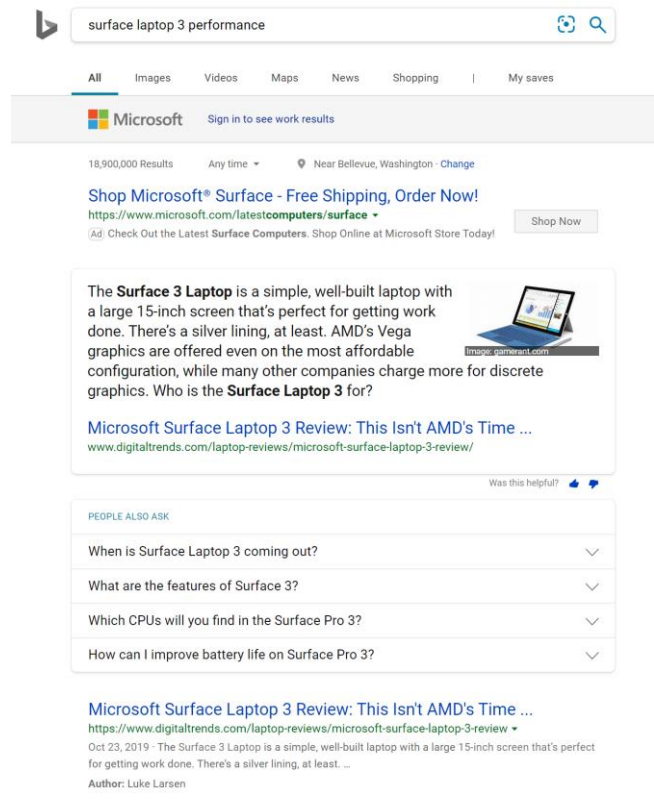 surface laptop 3 performance
All Images Videos Maps News Shopping | My saves
Microsoft Sign in to see work results
18,900,000 Results Any time Near Bellevue, Washington · Change
Shop Microsoft® Surface - Free Shipping, Order Now!
https://www.microsoft.com/latestcomputers/surface
Shop Now
Ad Check Out the Latest Surface Computers. Shop Online at Microsoft Store Today!
The Surface 3 Laptop is a simple, well-built laptop with
a large 15-inch screen that's perfect for getting work
done. There's a silver lining, at least. AMD's Vega
graphics are offered even on the most affordable
Image: gamerant.com
configuration, while many other companies charge more for discrete
graphics. Who is the Surface Laptop 3 for?
Microsoft Surface Laptop 3 Review: This Isn't AMD's Time ...
www.digitaltrends.com/laptop-reviews/microsoft-surface-laptop-3-review/
Was this helpful?
PEOPLE ALSO ASK
When is Surface Laptop 3 coming out?
What are the features of Surface 3?
Which CPUs will you find in the Surface Pro 3?
How can I improve battery life on Surface Pro 3?
Microsoft Surface Laptop 3 Review: This Isn't AMD's Time ...
https://www.digitaltrends.com/laptop-reviews/microsoft-surface-laptop-3-review
Oct 23, 2019 · The Surface 3 Laptop is a simple, well-built laptop with a large 15-inch screen that's perfect
for getting work done. There's a silver lining, at least. ...
Author: Luke Larsen